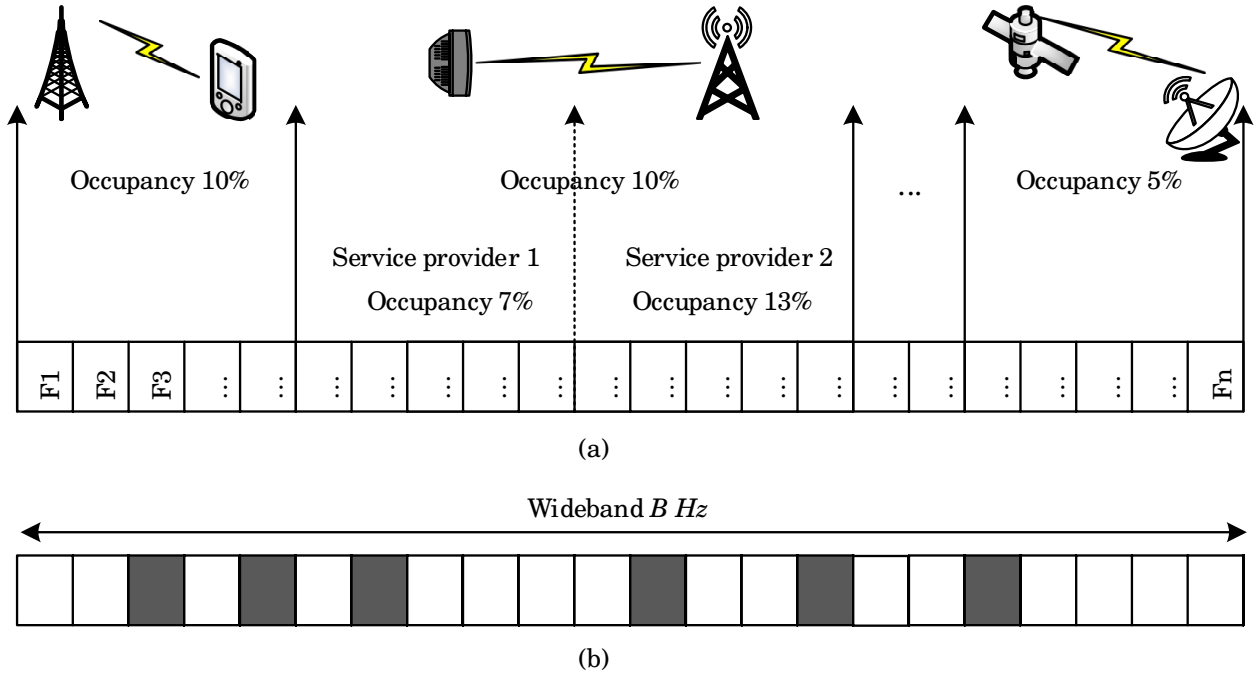 Occupancy 10%
Occupancy 10%
...
Occupancy 5%
Service provider 1
Service provider 2
Occupancy 7%
Occupancy 13%
F1 F2 F3 ... ... ... ... ... ... ... ... ... ... ... ... ... ... ... ... ... ... Fn
(a)
Wideband B Hz
(b)